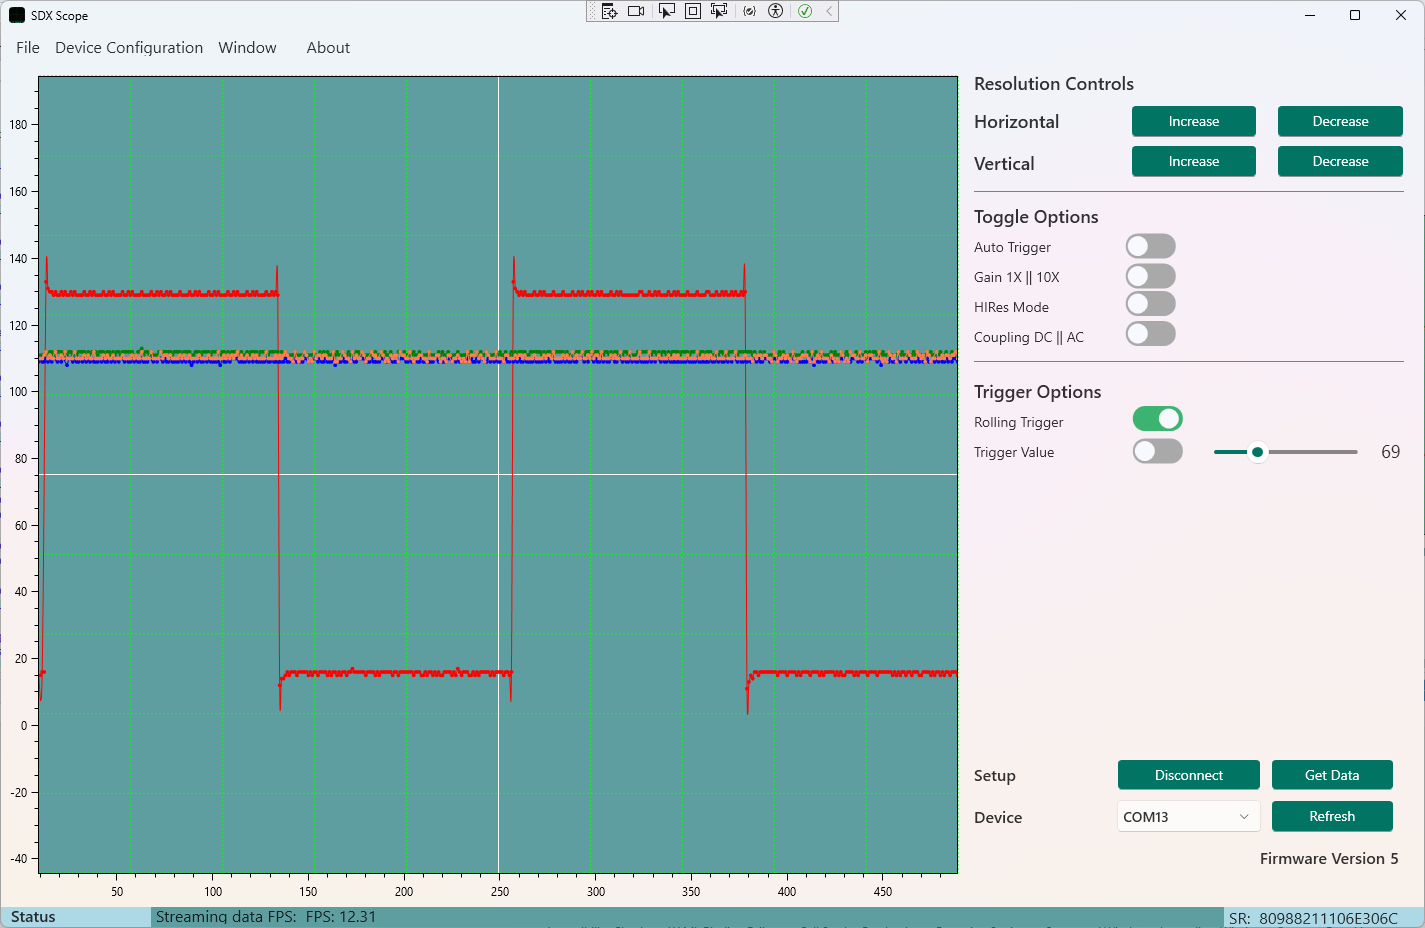 SDX Scope
File Device Configuration Window About
180
160
140
120
100
80
60
40
20
0
-20
-40
50 100 150 200 250 300 350 400 450
Resolution Controls
Horizontal Increase Decrease
Vertical Increase Decrease
Toggle Options
Auto Trigger
Gain 1X || 10X
HIRes Mode
Coupling DC || AC
Trigger Options
Rolling Trigger
Trigger Value 69
Setup Disconnect Get Data
Device COM13 Refresh
Firmware Version 5
Status Streaming data FPS: FPS: 12.31 SR: 80988211106E306C